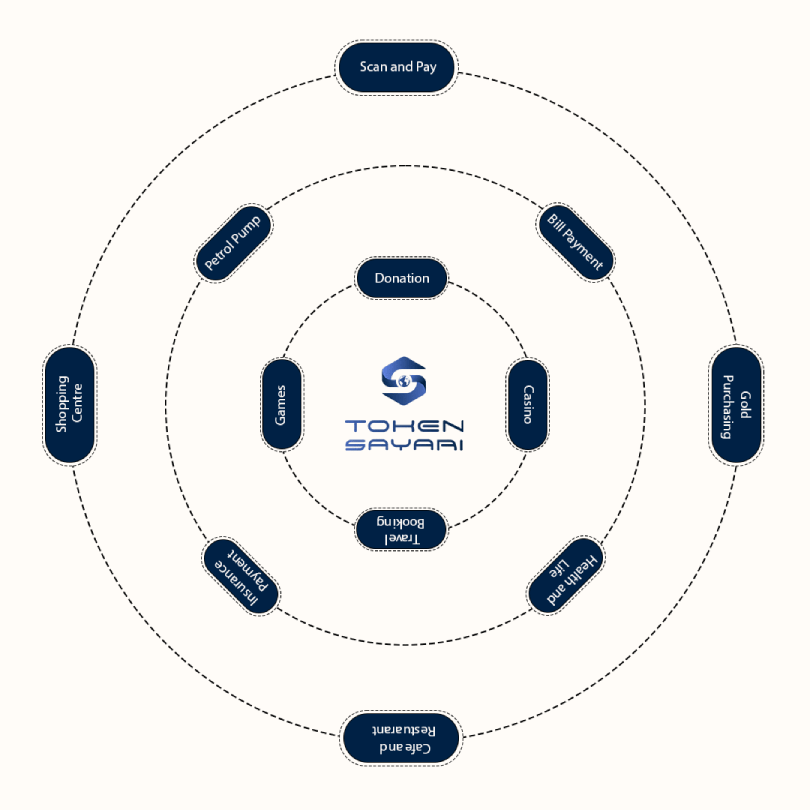 Scan and Pay
Petrol Pump
Bill Payment
Donation
Shopping
Centre
Games
TOKEN
SAYARI
Casino
Gold
Purchasing
Travel
Booking
Insurance
Payment
Health and
Life
Cafe and
Restuarant